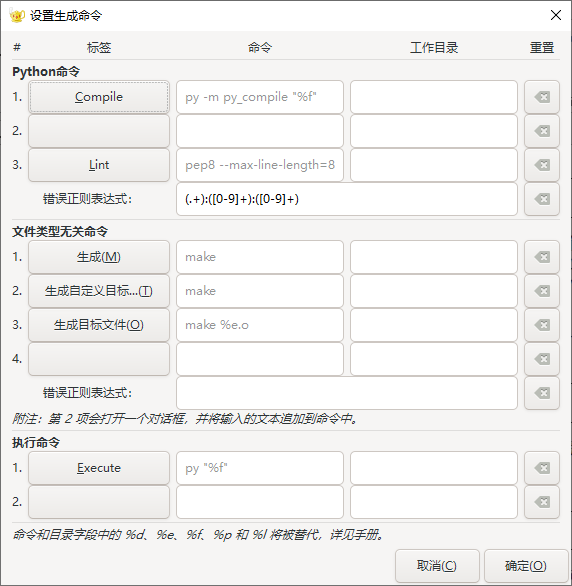 设置生成命令
# 标签 命令 工作目录 重置
Python命令
1. Compile py -m py_compile "%f"
2.
3. Lint pep8 --max-line-length=8
错误正则表达式: (.+):([0-9]+):([0-9]+)
文件类型无关命令
1. 生成(M) make
2. 生成自定义目标...(T) make
3. 生成目标文件(O) make %e.o
4.
错误正则表达式:
附注：第 2 项会打开一个对话框，并将输入的文本追加到命令中。
执行命令
1. Execute py "%f"
2.
命令和目录字段中的 %d、%e、%f、%p 和 %l 将被替代，详见手册。
取消(C) 确定(O)